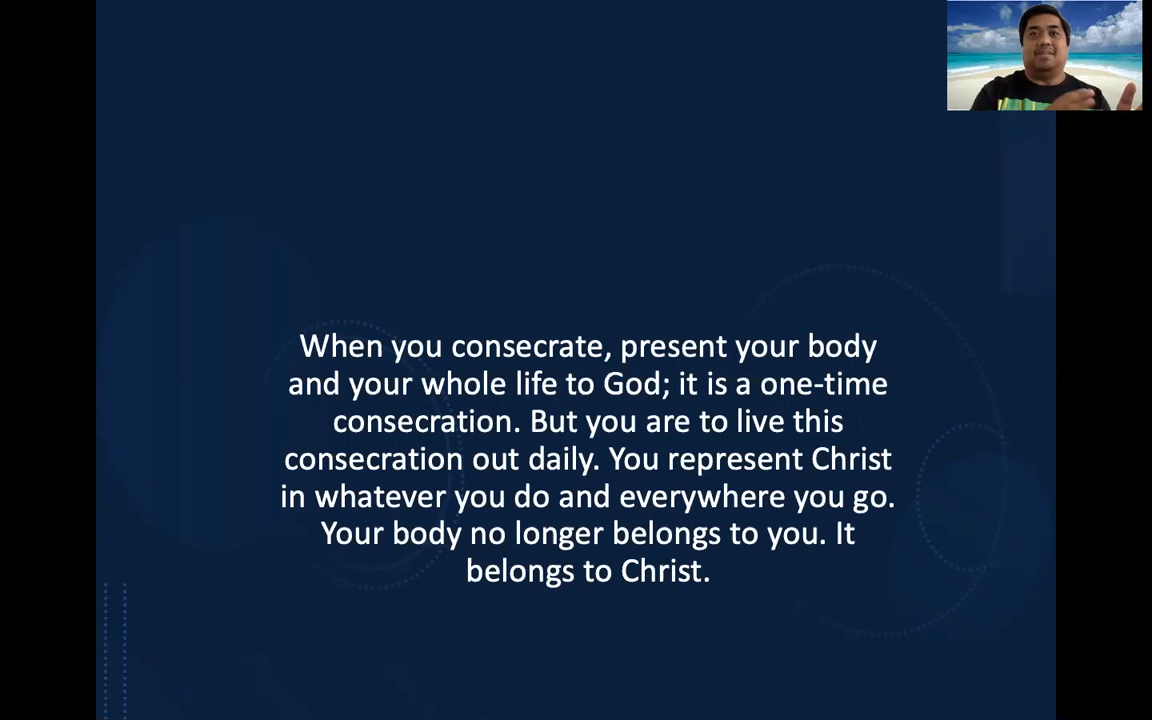 When you consecrate, present your body
and your whole life to God; it is a one-time
consecration. But you are to live this
consecration out daily. You represent Christ
in whatever you do and everywhere you go.
Your body no longer belongs to you. It
belongs to Christ.